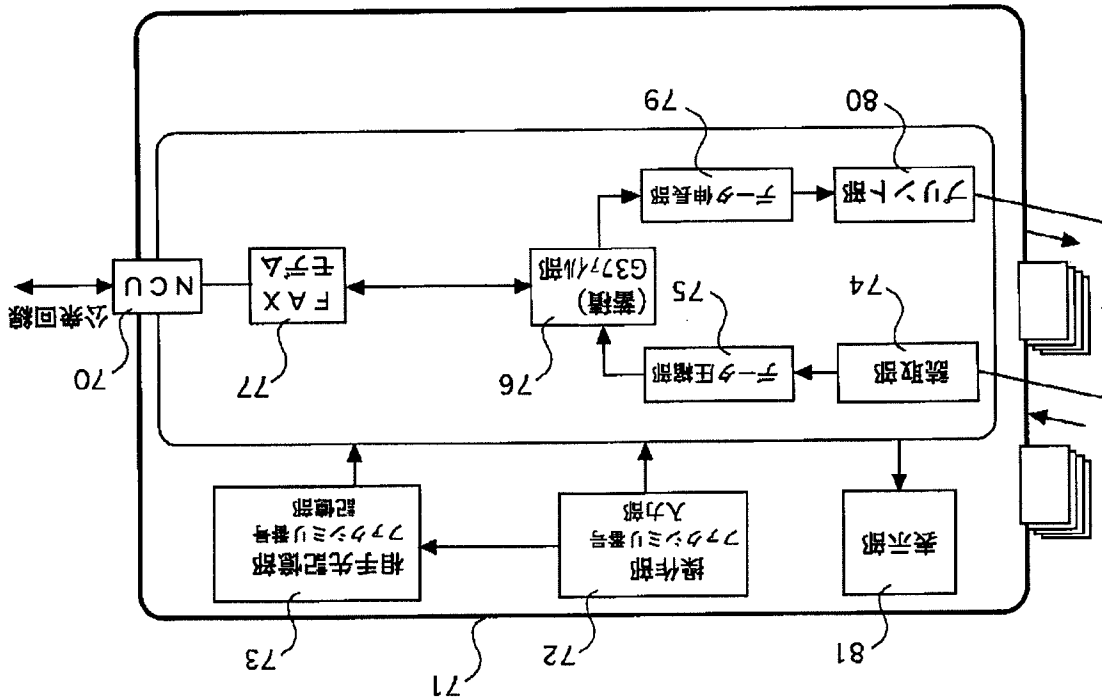 71
81
72
73
表示部
操作部
ファクシミリ番号
入力部
相手先記憶部
ファクシミリ番号
記憶部
74
75
76
77
70
読取部
データ圧縮部
(蓄積)
G3ファイル部
FAX
モデム
公衆回線
NCU
プリント部
データ伸長部
80
79